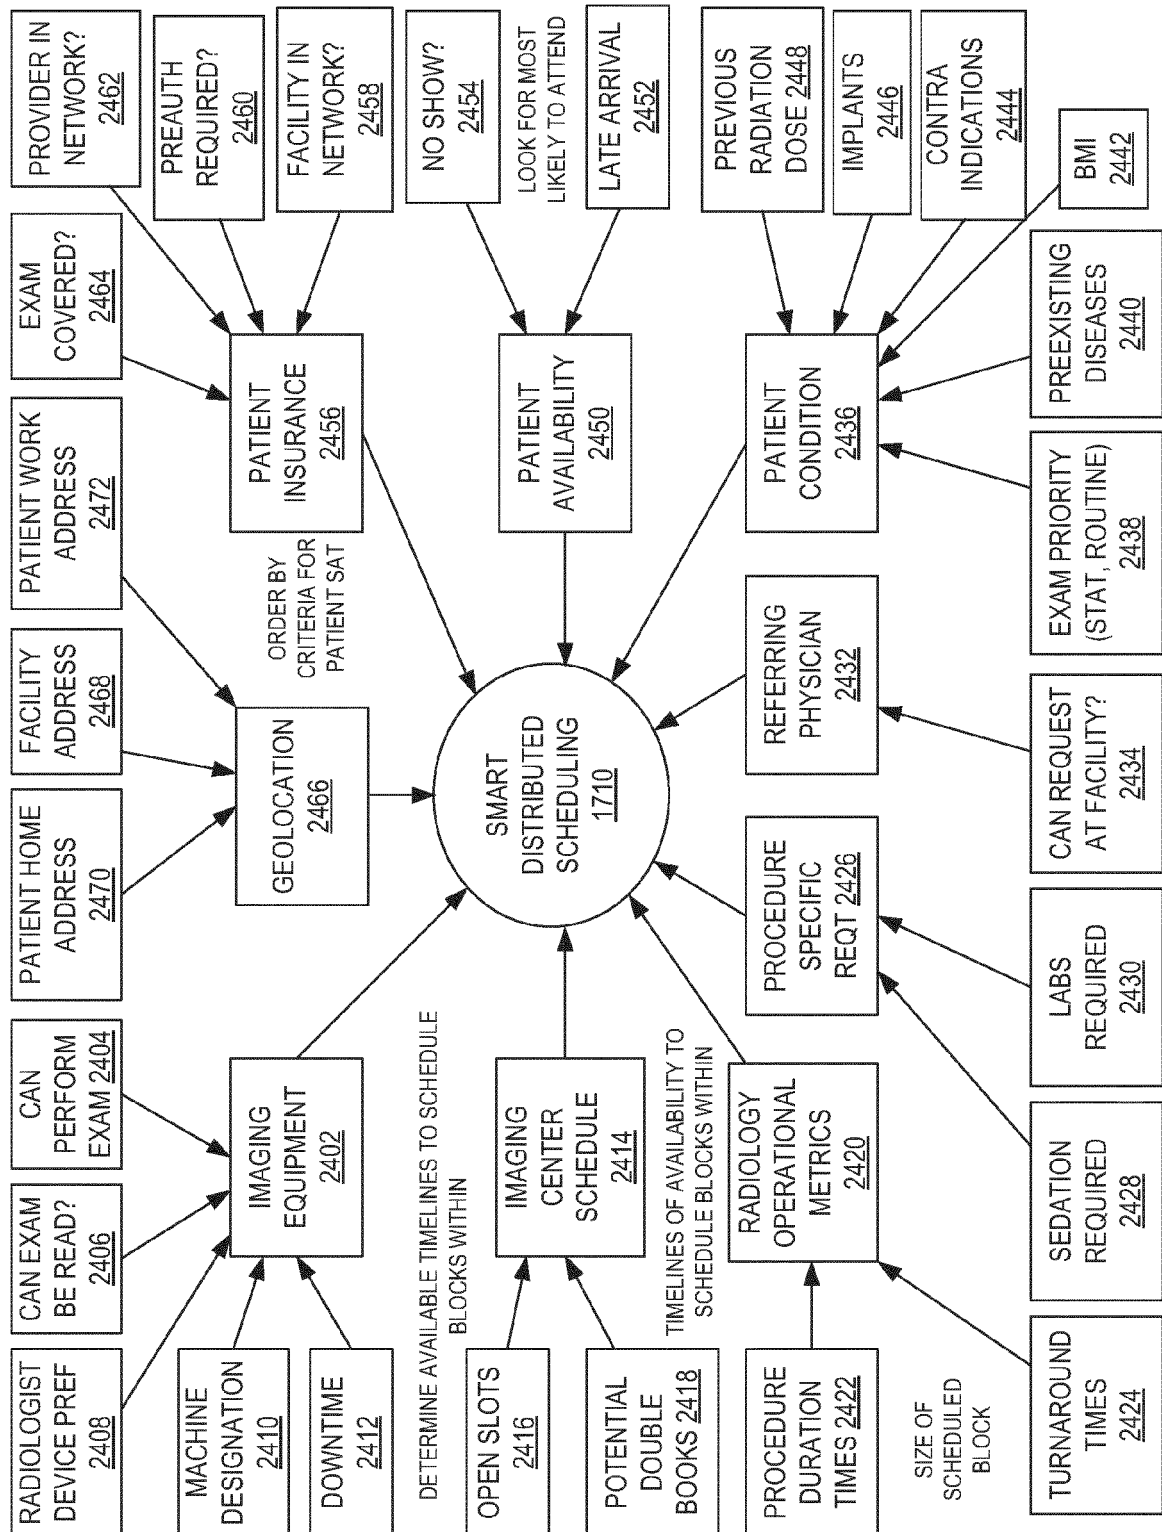 RADIOLOGIST
DEVICE PREF
2408
CAN EXAM
BE READ?
2406
CAN
PERFORM
EXAM 2404
PATIENT HOME
ADDRESS
2470
FACILITY
ADDRESS
2468
PATIENT WORK
ADDRESS
2472
EXAM
COVERED?
2464
PROVIDER IN
NETWORK?
2462
MACHINE
DESIGNATION
2410
DOWNTIME
2412
IMAGING
EQUIPMENT
2402
GEOLOCATION
2466
ORDER BY
CRITERIA FOR
PATIENT SAT
PATIENT
INSURANCE
2456
PREAUTH
REQUIRED?
2460
FACILITY IN
NETWORK?
2458
DETERMINE AVAILABLE TIMELINES TO SCHEDULE
BLOCKS WITHIN
OPEN SLOTS
2416
POTENTIAL
DOUBLE
BOOKS 2418
IMAGING
CENTER
SCHEDULE
2414
SMART
DISTRIBUTED
SCHEDULING
1710
PATIENT
AVAILABILITY
2450
NO SHOW?
2454
LOOK FOR MOST
LIKELY TO ATTEND
LATE ARRIVAL
2452
TIMELINES OF AVAILABILITY TO
SCHEDULE BLOCKS WITHIN
PROCEDURE
DURATION
TIMES 2422
SIZE OF
SCHEDULED
BLOCK
RADIOLOGY
OPERATIONAL
METRICS
2420
PROCEDURE
SPECIFIC
REQT 2426
REFERRING
PHYSICIAN
2432
PATIENT
CONDITION
2436
PREVIOUS
RADIATION
DOSE 2448
IMPLANTS
2446
CONTRA
INDICATIONS
2444
TURNAROUND
TIMES
2424
SEDATION
REQUIRED
2428
LABS
REQUIRED
2430
CAN REQUEST
AT FACILITY?
2434
EXAM PRIORITY
(STAT, ROUTINE)
2438
PREEXISTING
DISEASES
2440
BMI
2442